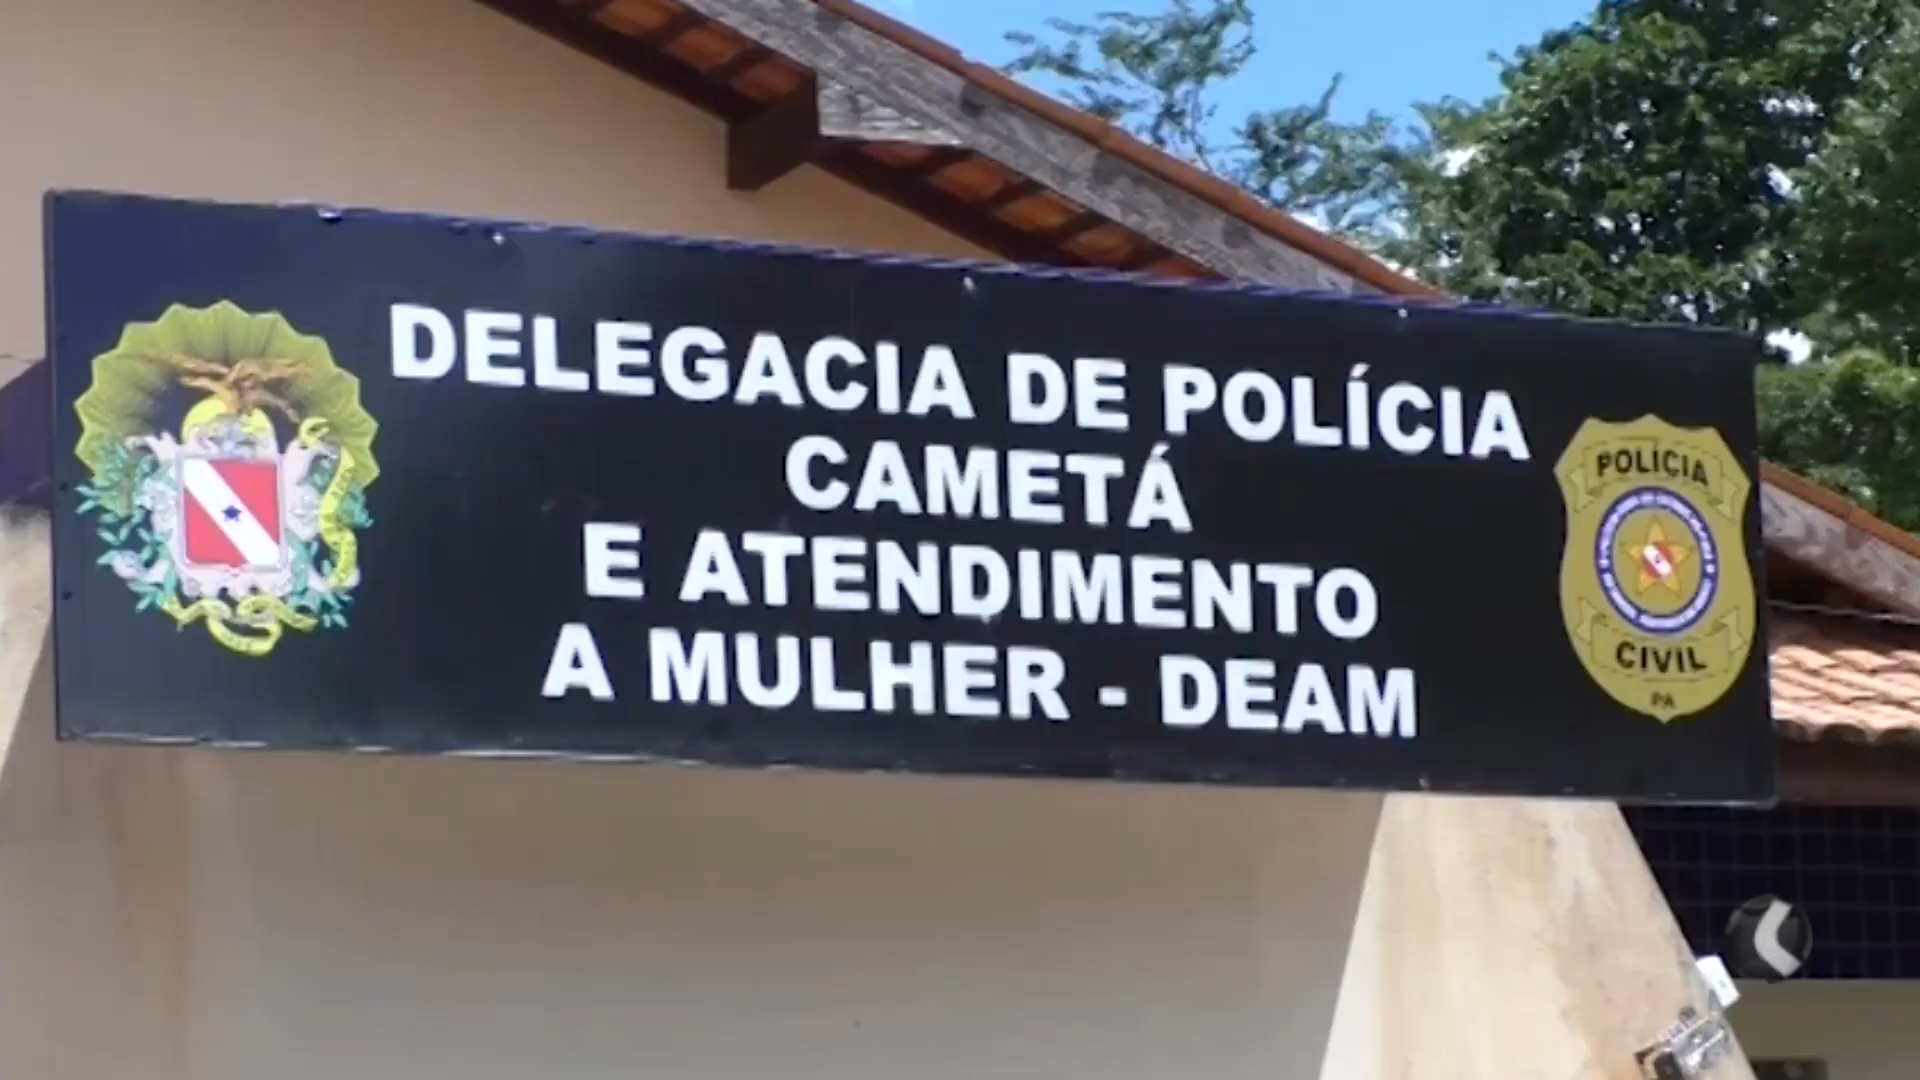 DELEGACIA DE POLÍCIA
CAMETÁ
E ATENDIMENTO
A MULHER - DEAM
POLÍCIA
CIVIL
PA